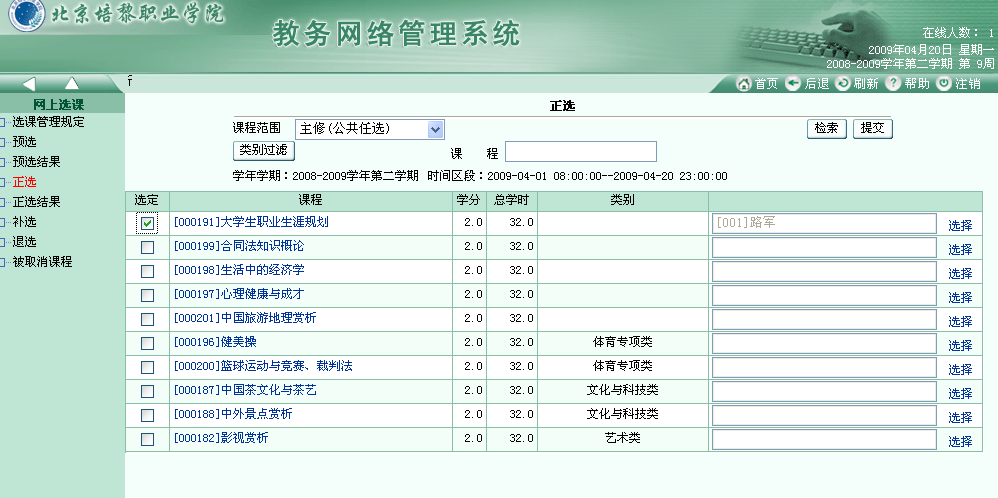 北京培黎职业学院
教务网络管理系统
在线人数： 1
2009年04月20日 星期一
2008-2009学年第二学期 第 9周
首页 后退 刷新 帮助 注销
网上选课
选课管理规定
预选
预选结果
正选
正选结果
补选
退选
被取消课程
正选
课程范围 主修(公共任选) 检索 提交
类别过滤 课 程
学年学期：2008-2009学年第二学期 时间区段：2009-04-01 08:00:00--2009-04-20 23:00:00
选定 课程 学分 总学时 类别
[000191]大学生职业生涯规划 2.0 32.0 [001]路军 选择
[000199]合同法知识概论 2.0 32.0 选择
[000198]生活中的经济学 2.0 32.0 选择
[000197]心理健康与成才 2.0 32.0 选择
[000201]中国旅游地理赏析 2.0 32.0 选择
[000196]健美操 2.0 32.0 体育专项类 选择
[000200]篮球运动与竞赛、裁判法 2.0 32.0 体育专项类 选择
[000187]中国茶文化与茶艺 2.0 32.0 文化与科技类 选择
[000188]中外景点赏析 2.0 32.0 文化与科技类 选择
[000182]影视赏析 2.0 32.0 艺术类 选择